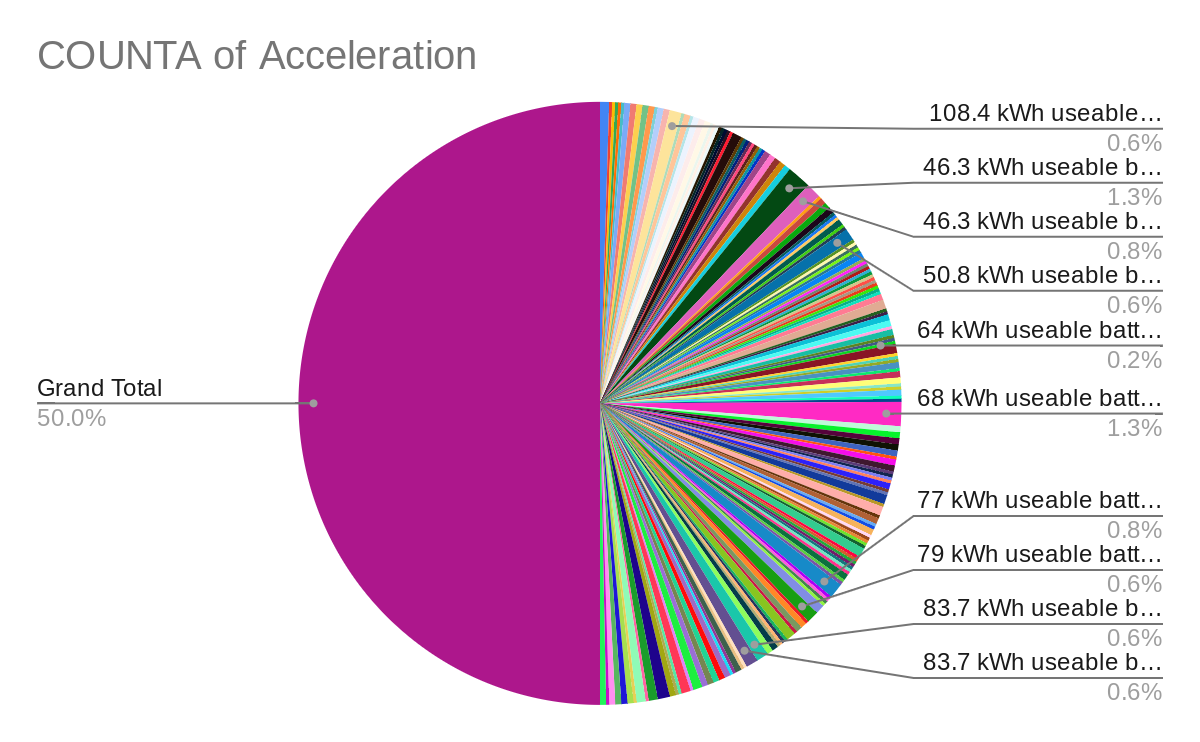 COUNTA of Acceleration
108.4 kWh useable…
0.6%
46.3 kWh useable b…
1.3%
46.3 kWh useable b…
0.8%
50.8 kWh useable b…
0.6%
64 kWh useable batt…
0.2%
68 kWh useable batt…
1.3%
Grand Total
50.0%
77 kWh useable batt…
0.8%
79 kWh useable batt…
0.6%
83.7 kWh useable b…
0.6%
83.7 kWh useable b…
0.6%